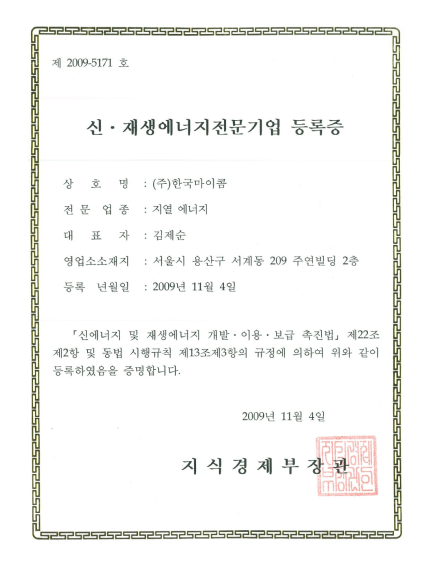 제 2009-5171 호
신·재생에너지전문기업 등록증
상 호 명 : (주)한국마이콤
전 문 업 종 : 지열 에너지
대 표 자 : 김제순
영업소소재지 : 서울시 용산구 서계동 209 주연빌딩 2층
등록 년월일 : 2009년 11월 4일
「신에너지 및 재생에너지 개발·이용·보급 촉진법」 제22조
제2항 및 동법 시행규칙 제13조제3항의 규정에 의하여 위와 같이
등록하였음을 증명합니다.
2009년 11월 4일
지식경제부장관